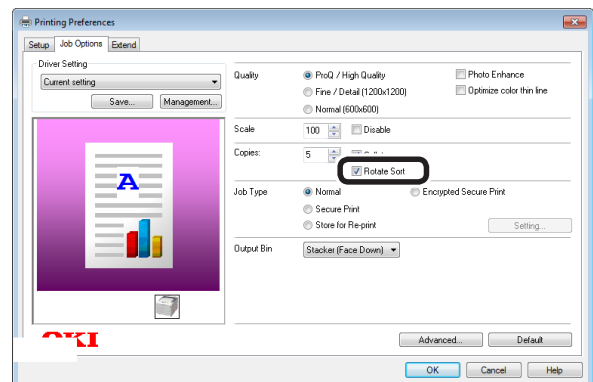 Printing Preferences
Setup Job Options Extend
Driver Setting
Current setting
Save... Management...
A
Quality ProQ / High Quality Photo Enhance
Fine / Detail (1200x1200) Optimize color thin line
Normal (600x600)
Scale 100 Disable
Copies: 5
Rotate Sort
Job Type Normal Encrypted Secure Print
Secure Print
Store for Re-print Setting...
Output Bin Stacker (Face Down)
OKI
Advanced... Default
OK Cancel Help